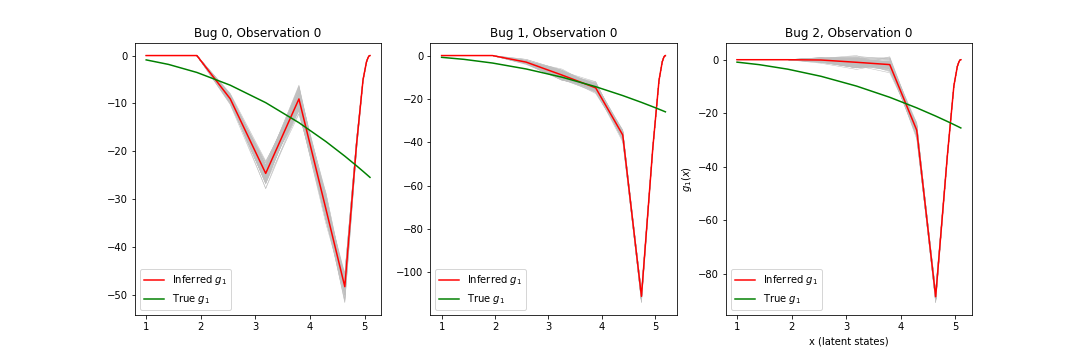 Bug 0, Observation 0
0
−10
−20
−30
−40
−50
1 2 3 4 5
Inferred g₁
True g₁
Bug 1, Observation 0
0
−20
−40
−60
−80
−100
1 2 3 4 5
Inferred g₁
True g₁
Bug 2, Observation 0
g₁(x)
0
−20
−40
−60
−80
1 2 3 4 5
x (latent states)
Inferred g₁
True g₁